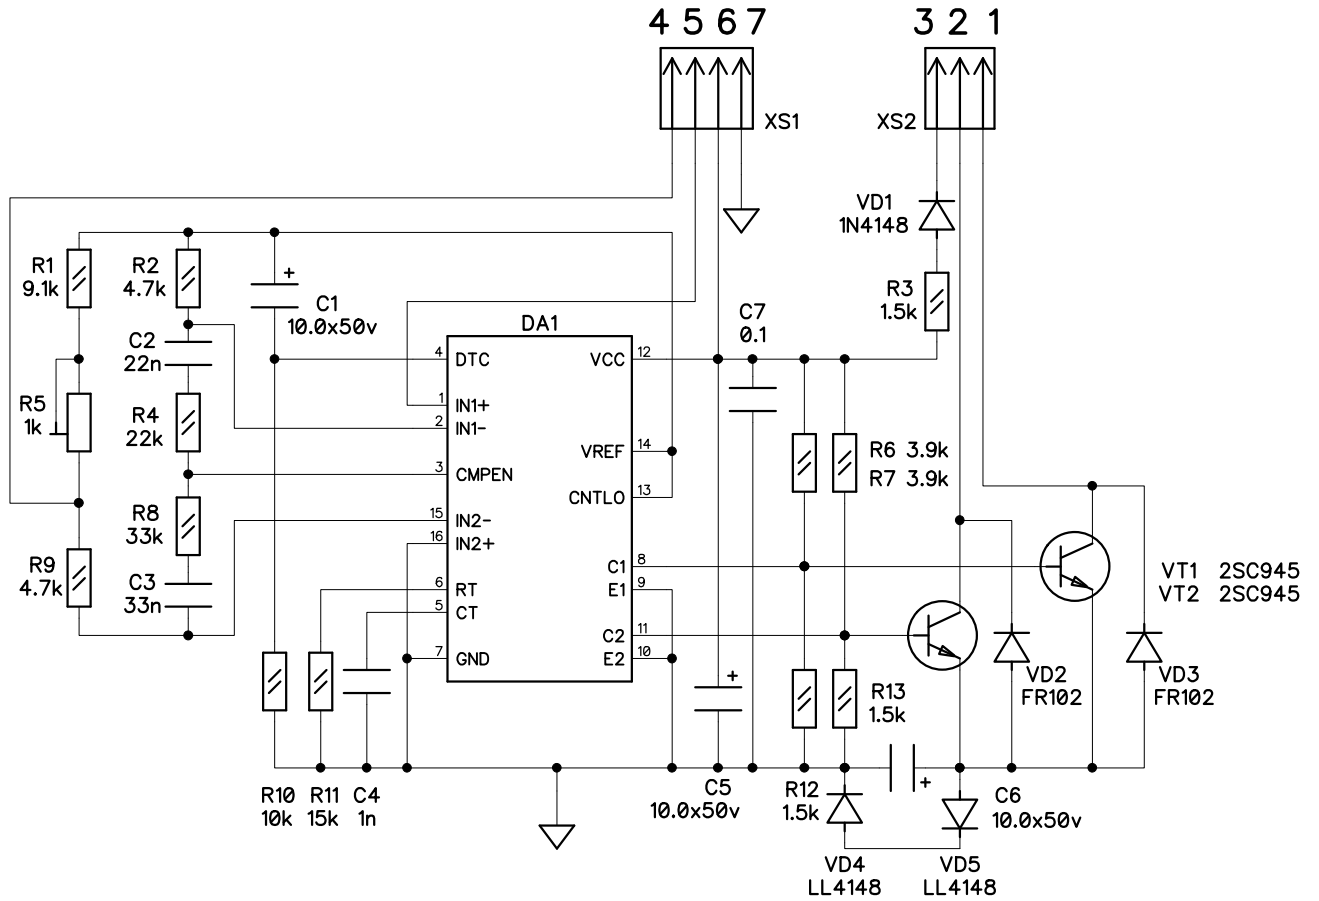 4 5 6 7
3 2 1
XS1
XS2
VD1
1N4148
R1
9.1k
R2
4.7k
+
C1
10.0x50v
R3
1.5k
C7
0.1
DA1
C2
22n
4 DTC
VCC 12
1 IN1+
2 IN1-
R5
1k
R4
22k
VREF 14
R6 3.9k
R7 3.9k
3 CMPEN
CNTLO 13
R8
33k
15 IN2-
16 IN2+
R9
4.7k
C3
33n
C1 8
E1 9
6 RT
5 CT
VT1 2SC945
VT2 2SC945
C2 11
E2 10
7 GND
+
VD2
FR102
VD3
FR102
R13
1.5k
+
R10
10k
R11
15k
C4
1n
C5
10.0x50v
R12
1.5k
C6
10.0x50v
VD4
LL4148
VD5
LL4148